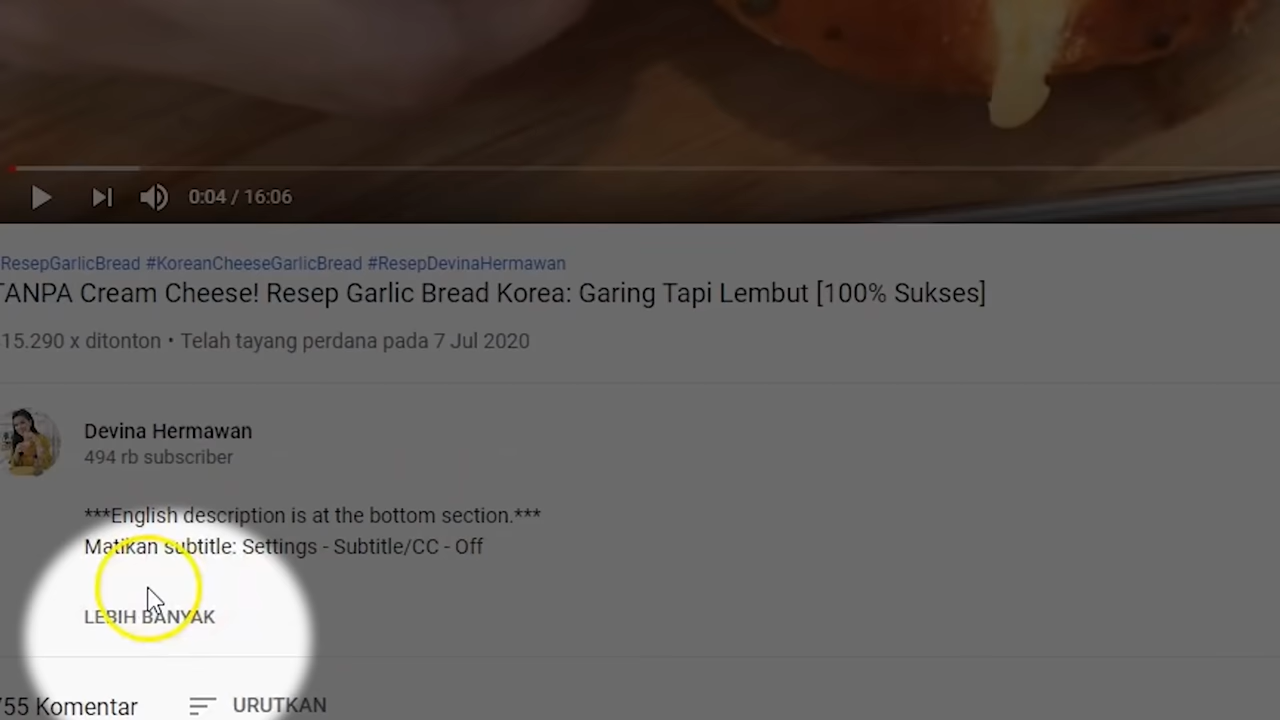 0:04 / 16:06
ResepGarlicBread #KoreanCheeseGarlicBread #ResepDevinaHermawan
TANPA Cream Cheese! Resep Garlic Bread Korea: Garing Tapi Lembut [100% Sukses]
15.290 x ditonton • Telah tayang perdana pada 7 Jul 2020
Devina Hermawan
494 rb subscriber
***English description is at the bottom section.***
Matikan subtitle: Settings - Subtitle/CC - Off
LEBIH BANYAK
755 Komentar URUTKAN